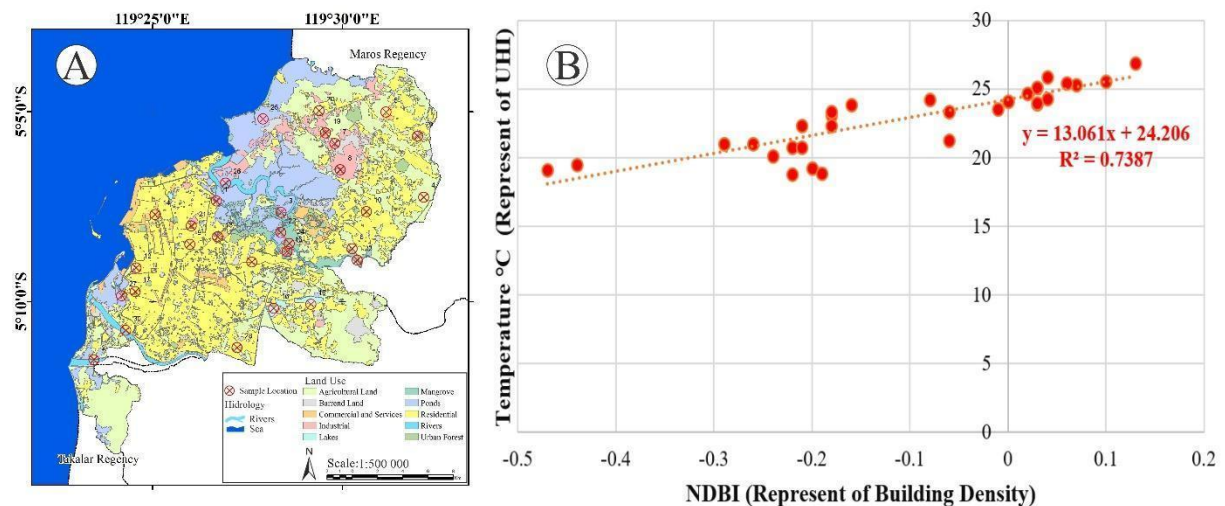 119°25'0"E
119°30'0"E
A
Maros Regency
5°5'0"S
5°10'0"S
Takalar Regency
Sample Location
Hidrology
Rivers
Sea
Land Use
Agricultural Land
Barrend Land
Commercial and Services
Industrial
Lakes
Mangrove
Ponds
Residential
Rivers
Urban Forest
N
Scale:1:500 000
B
Temperature °C (Represent of UHI)
30
25
20
15
10
5
0
y = 13.061x + 24.206
R² = 0.7387
-0.5
-0.4
-0.3
-0.2
-0.1
0
0.1
0.2
NDBI (Represent of Building Density)